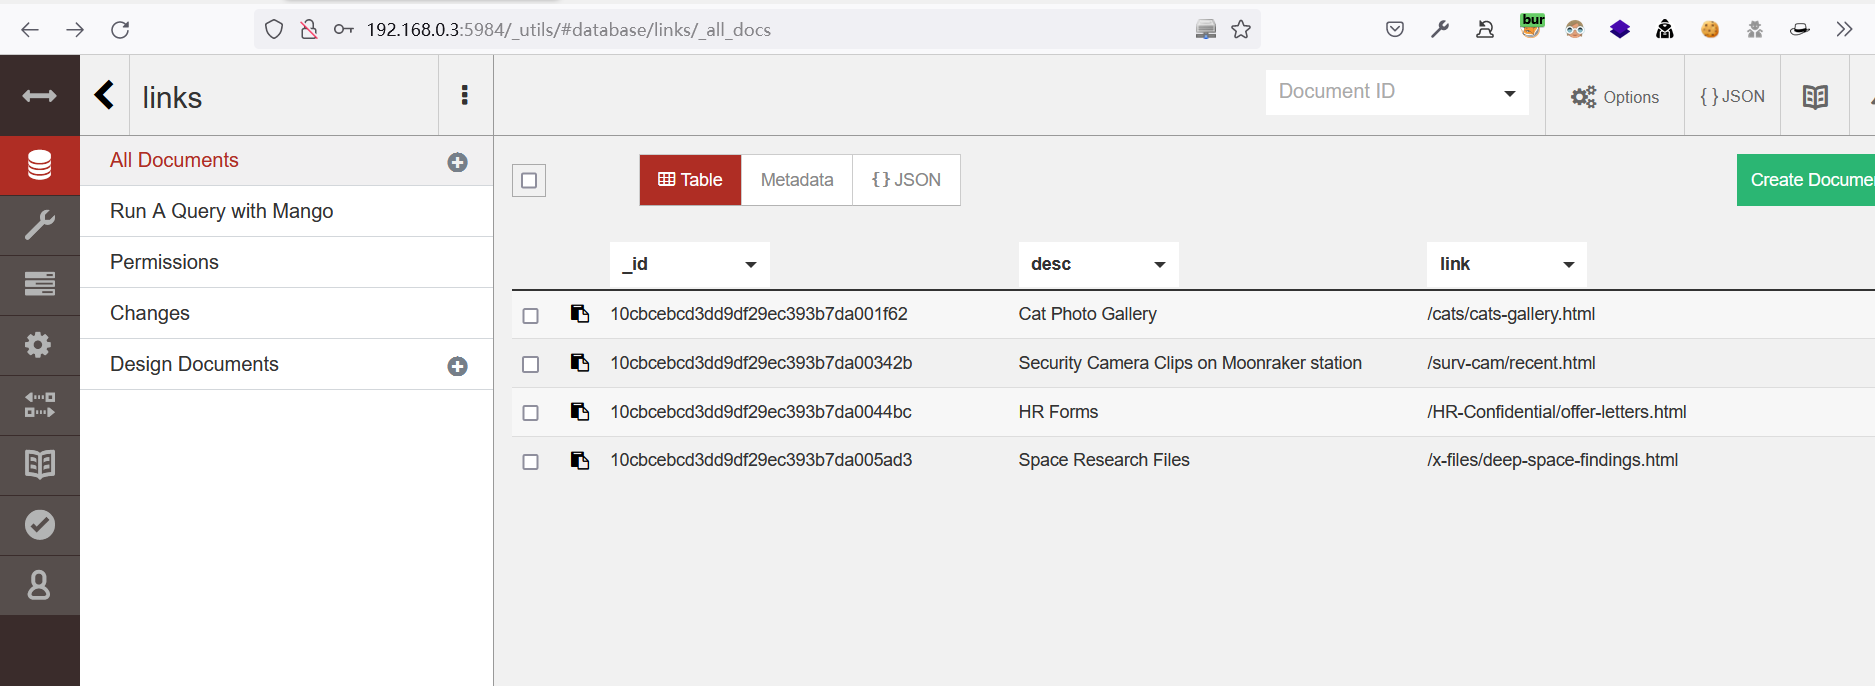 192.168.0.3:5984/_utils/#database/links/_all_docs
bur
links
Document ID
Options
{ } JSON
All Documents
Run A Query with Mango
Permissions
Changes
Design Documents
Table
Metadata
{ } JSON
Create Docume
_id desc link
10cbcebcd3dd9df29ec393b7da001f62 Cat Photo Gallery /cats/cats-gallery.html
10cbcebcd3dd9df29ec393b7da00342b Security Camera Clips on Moonraker station /surv-cam/recent.html
10cbcebcd3dd9df29ec393b7da0044bc HR Forms /HR-Confidential/offer-letters.html
10cbcebcd3dd9df29ec393b7da005ad3 Space Research Files /x-files/deep-space-findings.html